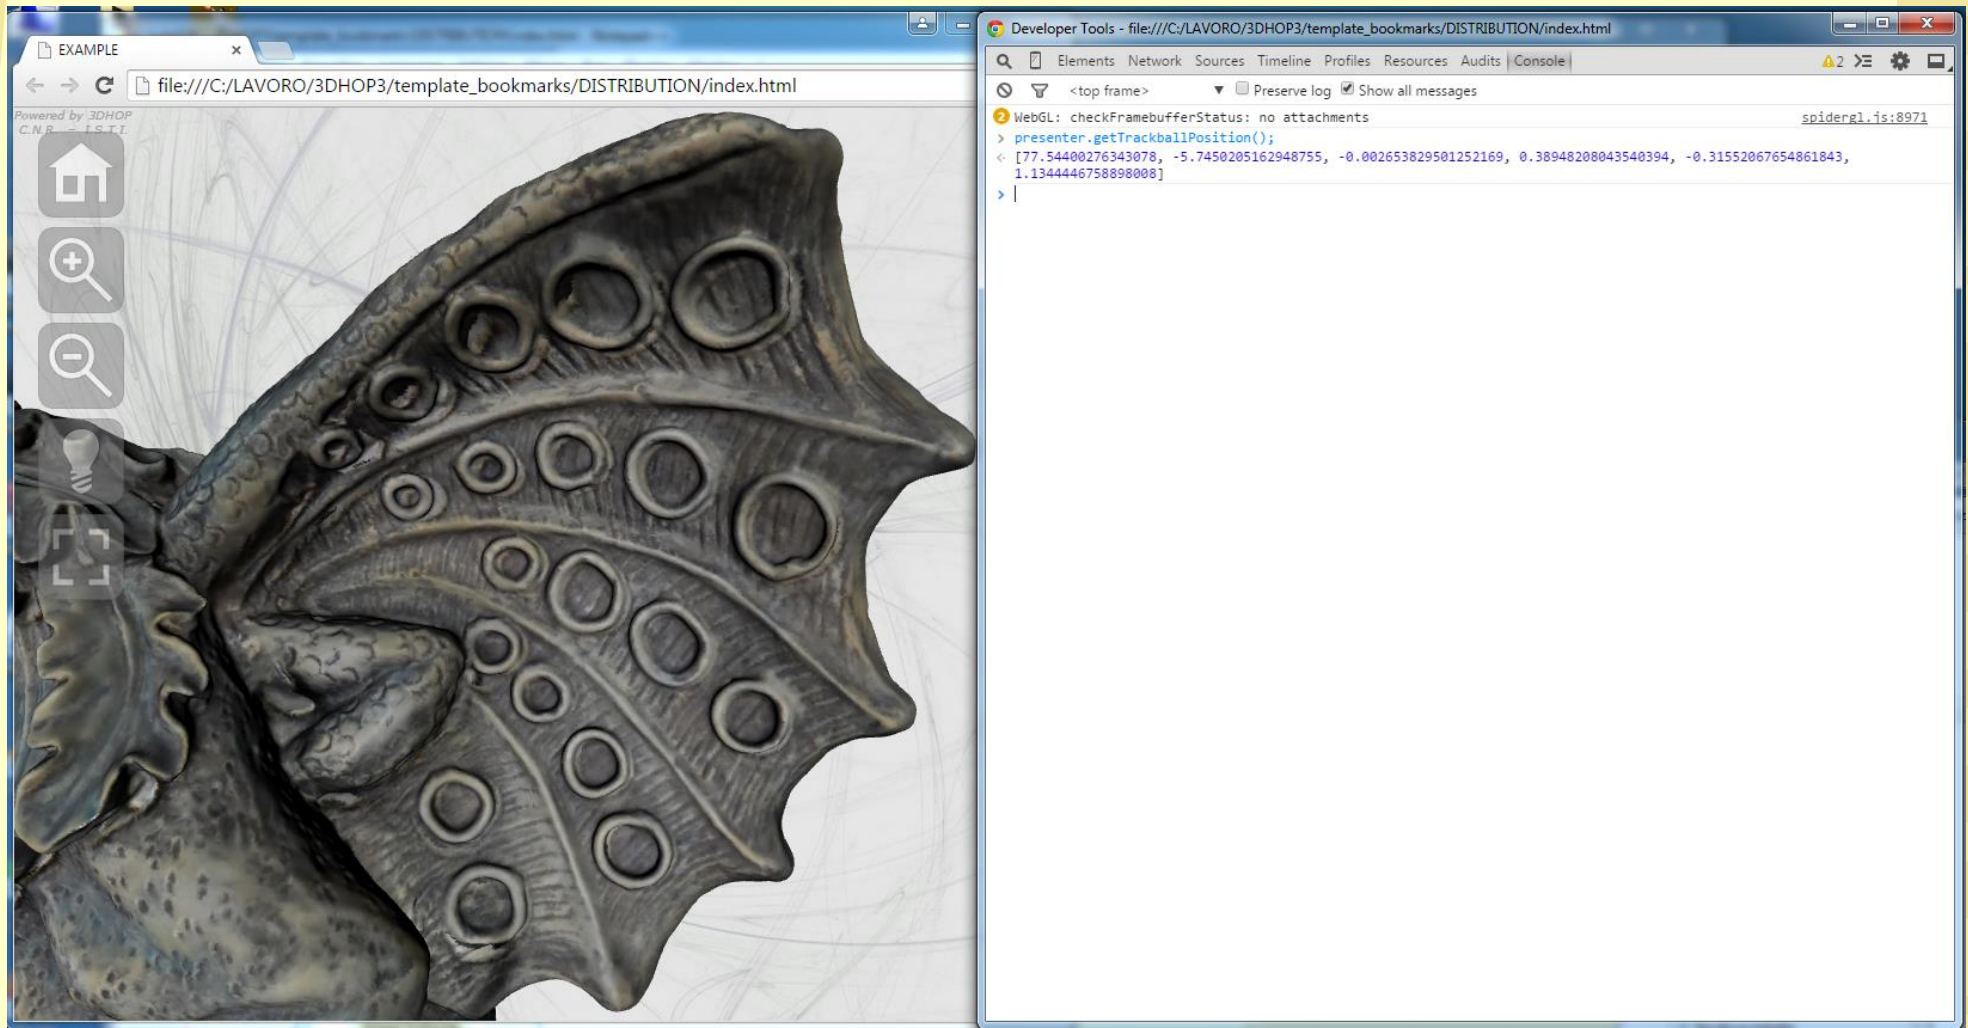 Developer Tools - file:///C:/LAVORO/3DHOP3/template_bookmarks/DISTRIBUTION/index.html
EXAMPLE
file:///C:/LAVORO/3DHOP3/template_bookmarks/DISTRIBUTION/index.html
Powered by 3DHOP
C.N.R. - I.S.T.I.
Elements Network Sources Timeline Profiles Resources Audits Console
2
<top frame> Preserve log Show all messages
2 WebGL: checkFramebufferStatus: no attachments spidergl.js:8971
> presenter.getTrackballPosition();
[77.54400276343078, -5.7450205162948755, -0.002653829501252169, 0.38948208043540394, -0.31552067654861843,
1.1344446758898008]
>